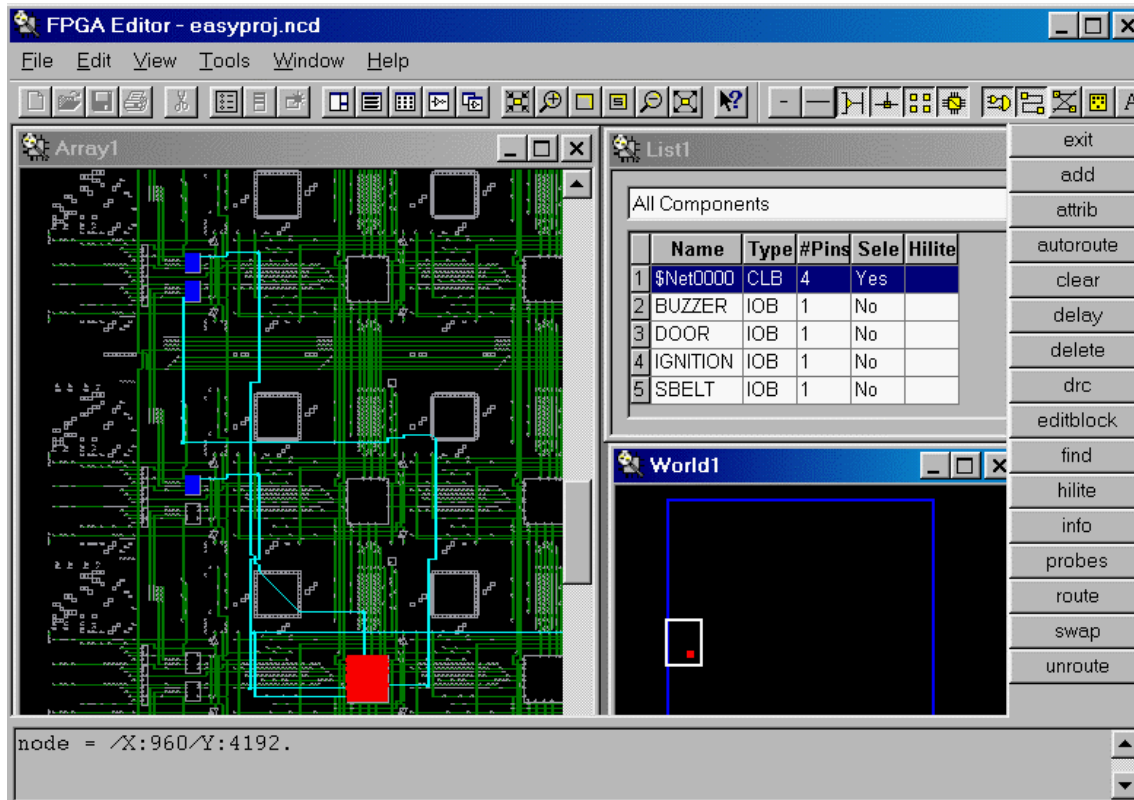 FPGA Editor - easyproj.ncd
File Edit View Tools Window Help
Array1
List1
All Components
Name Type #Pins Sele Hilite
1 $Net0000 CLB 4 Yes
2 BUZZER IOB 1 No
3 DOOR IOB 1 No
4 IGNITION IOB 1 No
5 SBELT IOB 1 No
World1
exit
add
attrib
autoroute
clear
delay
delete
drc
editblock
find
hilite
info
probes
route
swap
unroute
node = /X:960/Y:4192.